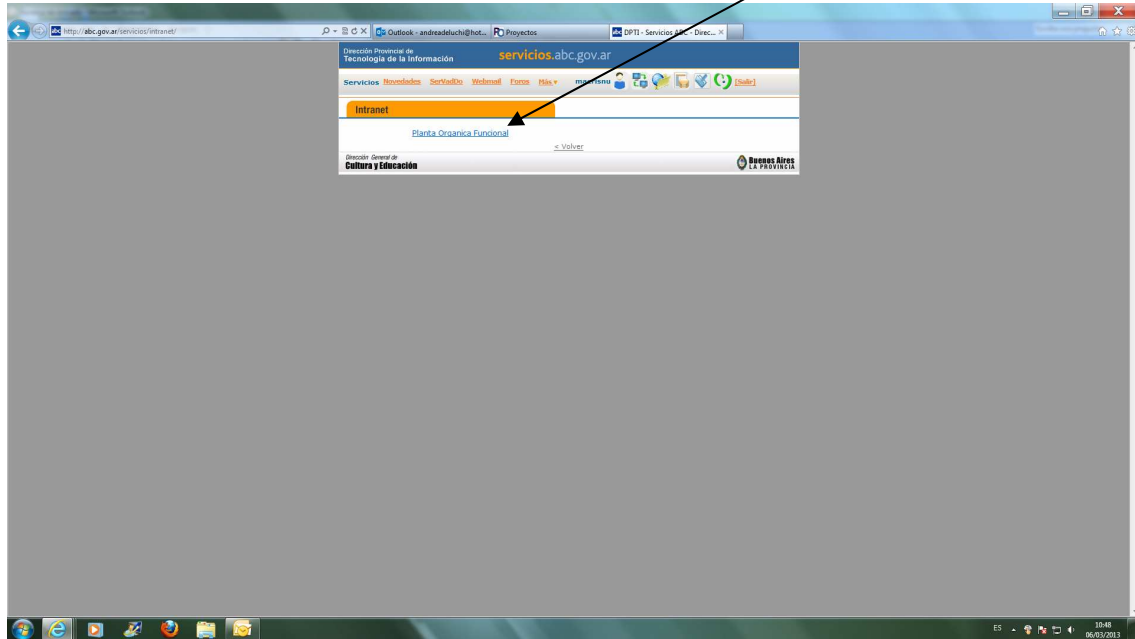 http://abc.gov.ar/servicios/intranet/
Outlook - andreadeluchi@hot...
Proyectos
DPTI - Servicios ABC - Direc...
Dirección Provincial de
Tecnología de la Información
servicios.abc.gov.ar
Servicios Novedades SerVadDo Webmail Foros Más macrisnu [Salir]
Intranet
Planta Organica Funcional
< Volver
Dirección General de
Cultura y Educación
Buenos Aires
LA PROVINCIA
ES
10:48
06/03/2013